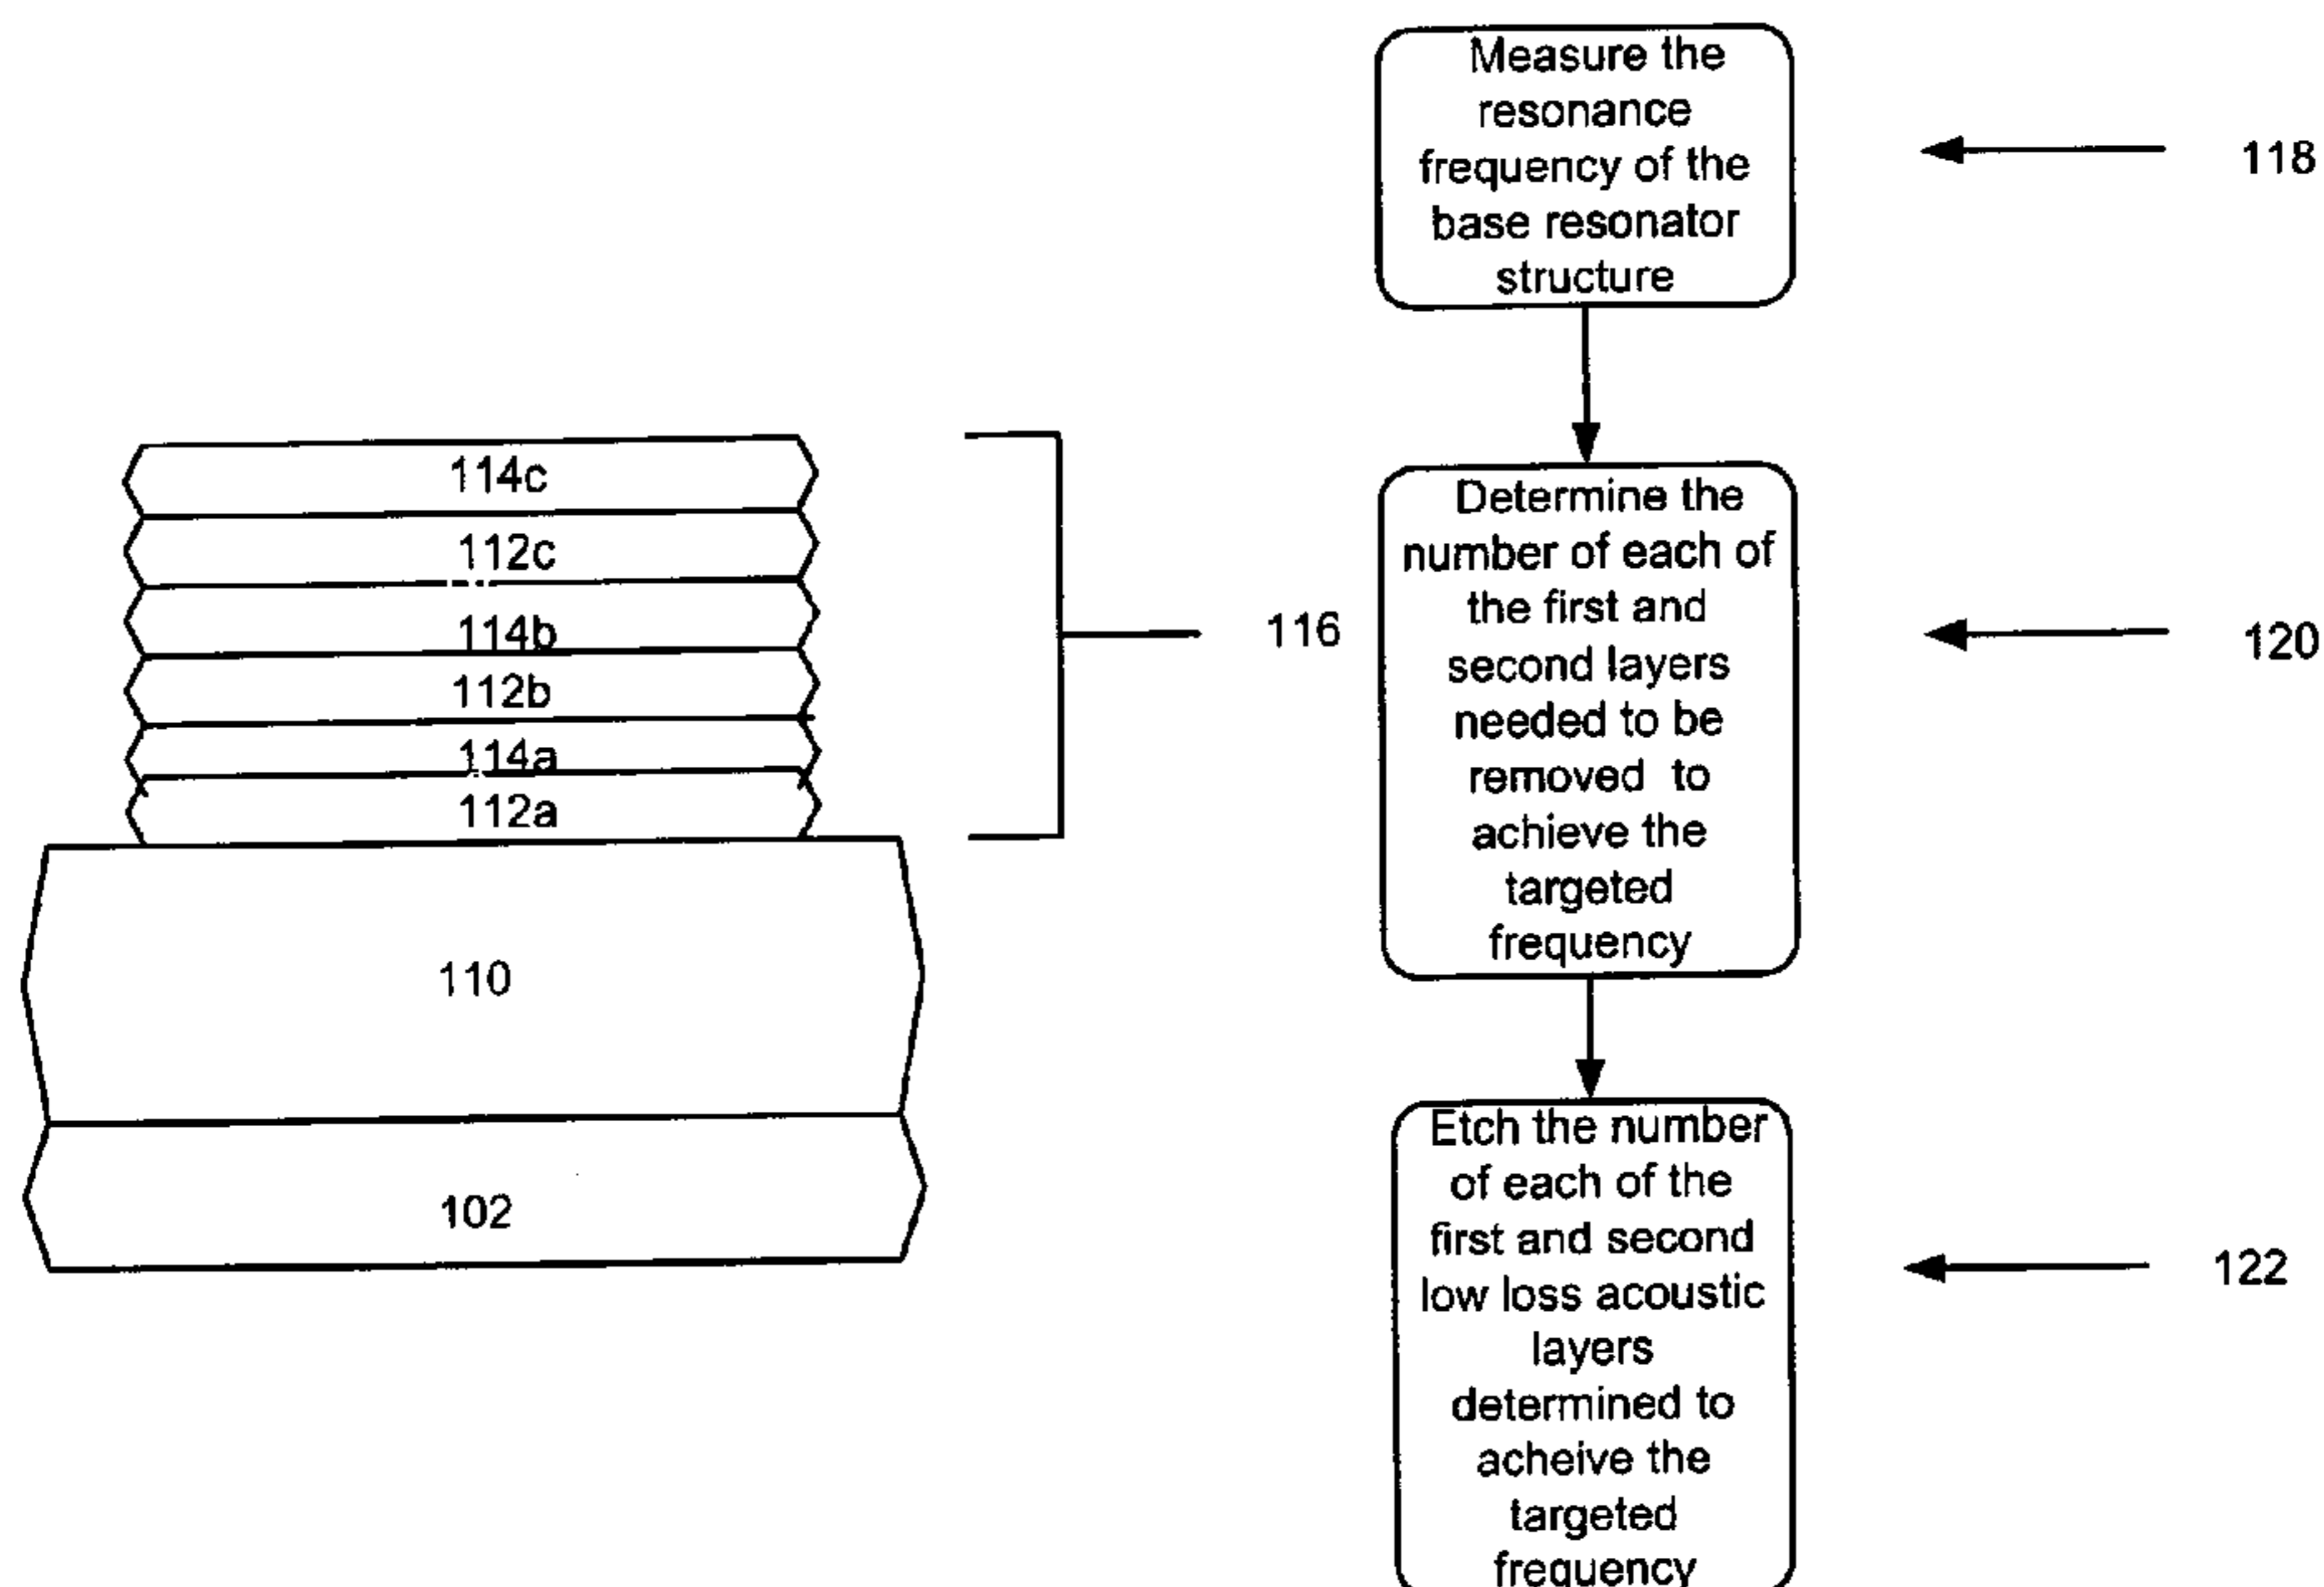 114c
112c
114b
112b
114a
112a
110
102
116
Measure the
resonance
frequency of the
base resonator
structure
118
Determine the
number of each of
the first and
second layers
needed to be
removed to
achieve the
targeted
frequency
120
Etch the number
of each of the
first and second
low loss acoustic
layers
determined to
acheive the
targeted
frequency
122